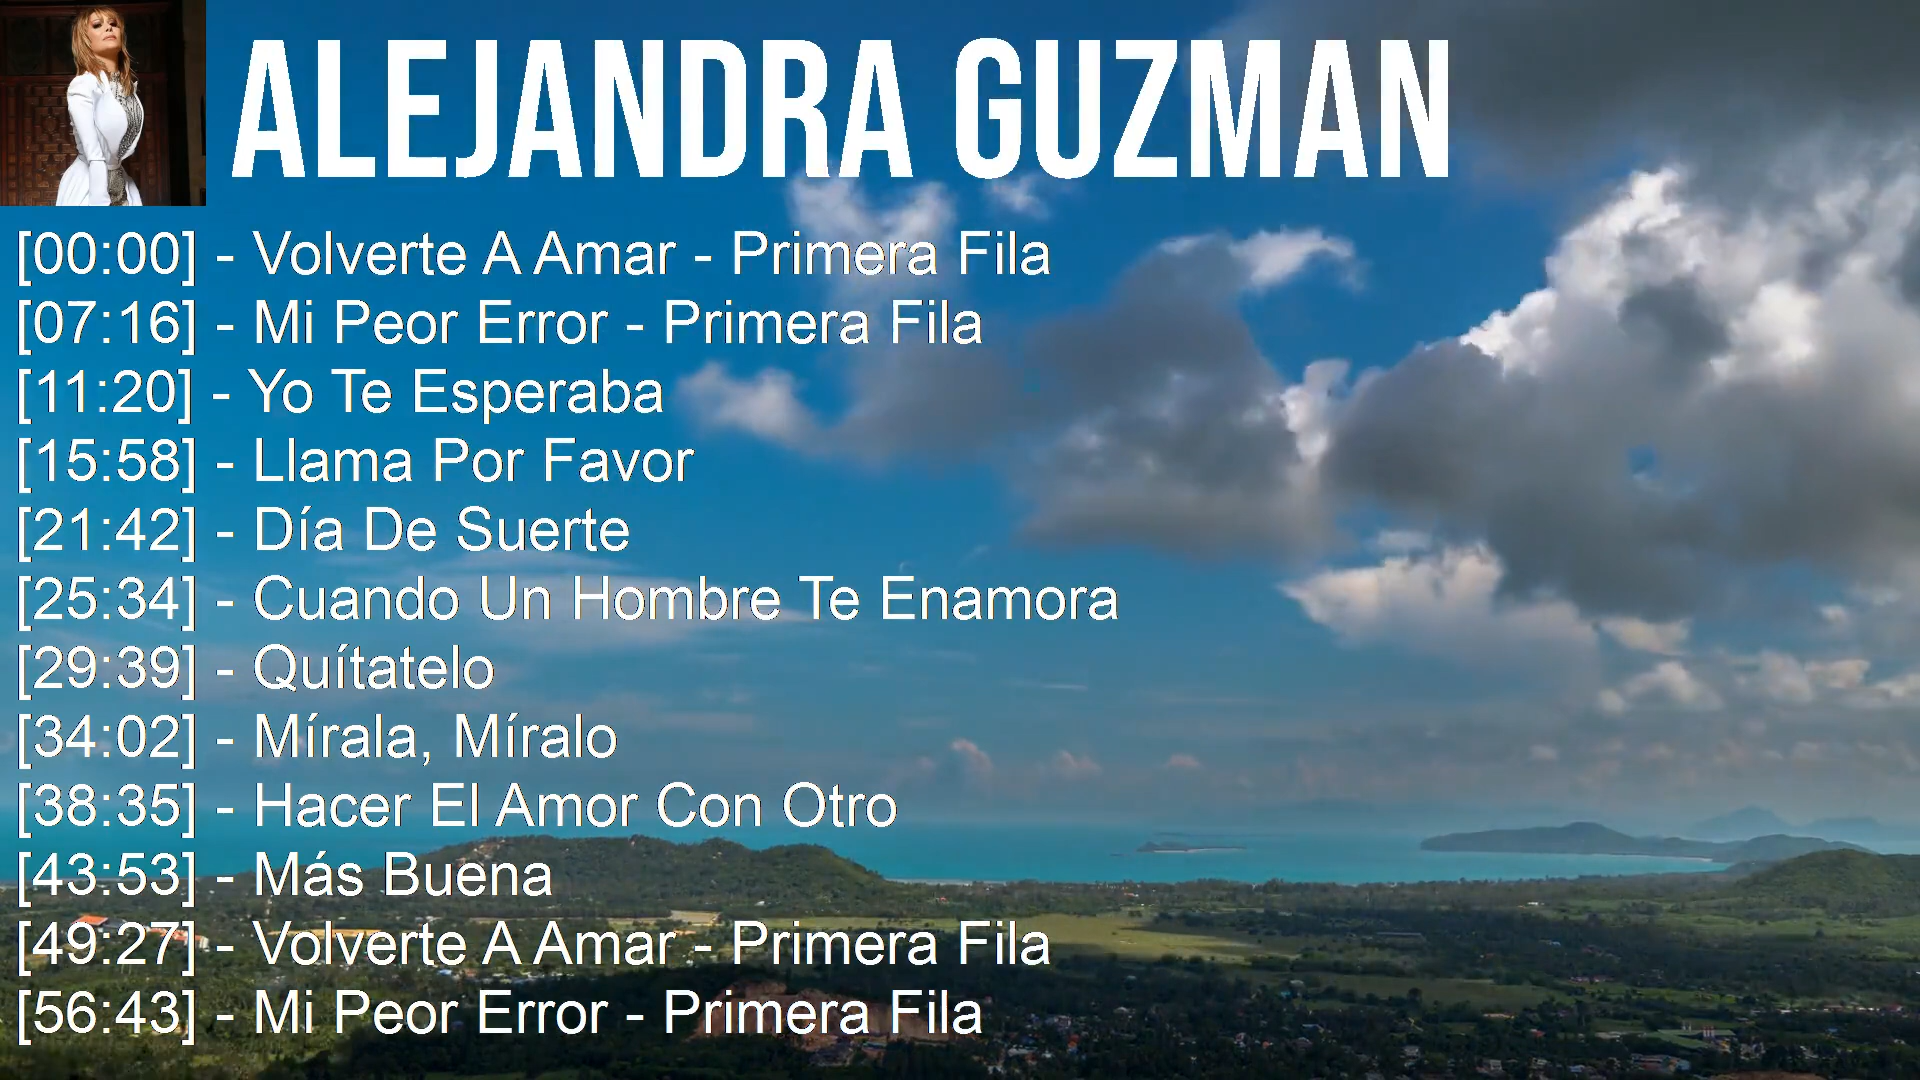 ALEJANDRA GUZMAN
[00:00] - Volverte A Amar - Primera Fila
[07:16] - Mi Peor Error - Primera Fila
[11:20] - Yo Te Esperaba
[15:58] - Llama Por Favor
[21:42] - Día De Suerte
[25:34] - Cuando Un Hombre Te Enamora
[29:39] - Quítatelo
[34:02] - Mírala, Míralo
[38:35] - Hacer El Amor Con Otro
[43:53] - Más Buena
[49:27] - Volverte A Amar - Primera Fila
[56:43] - Mi Peor Error - Primera Fila